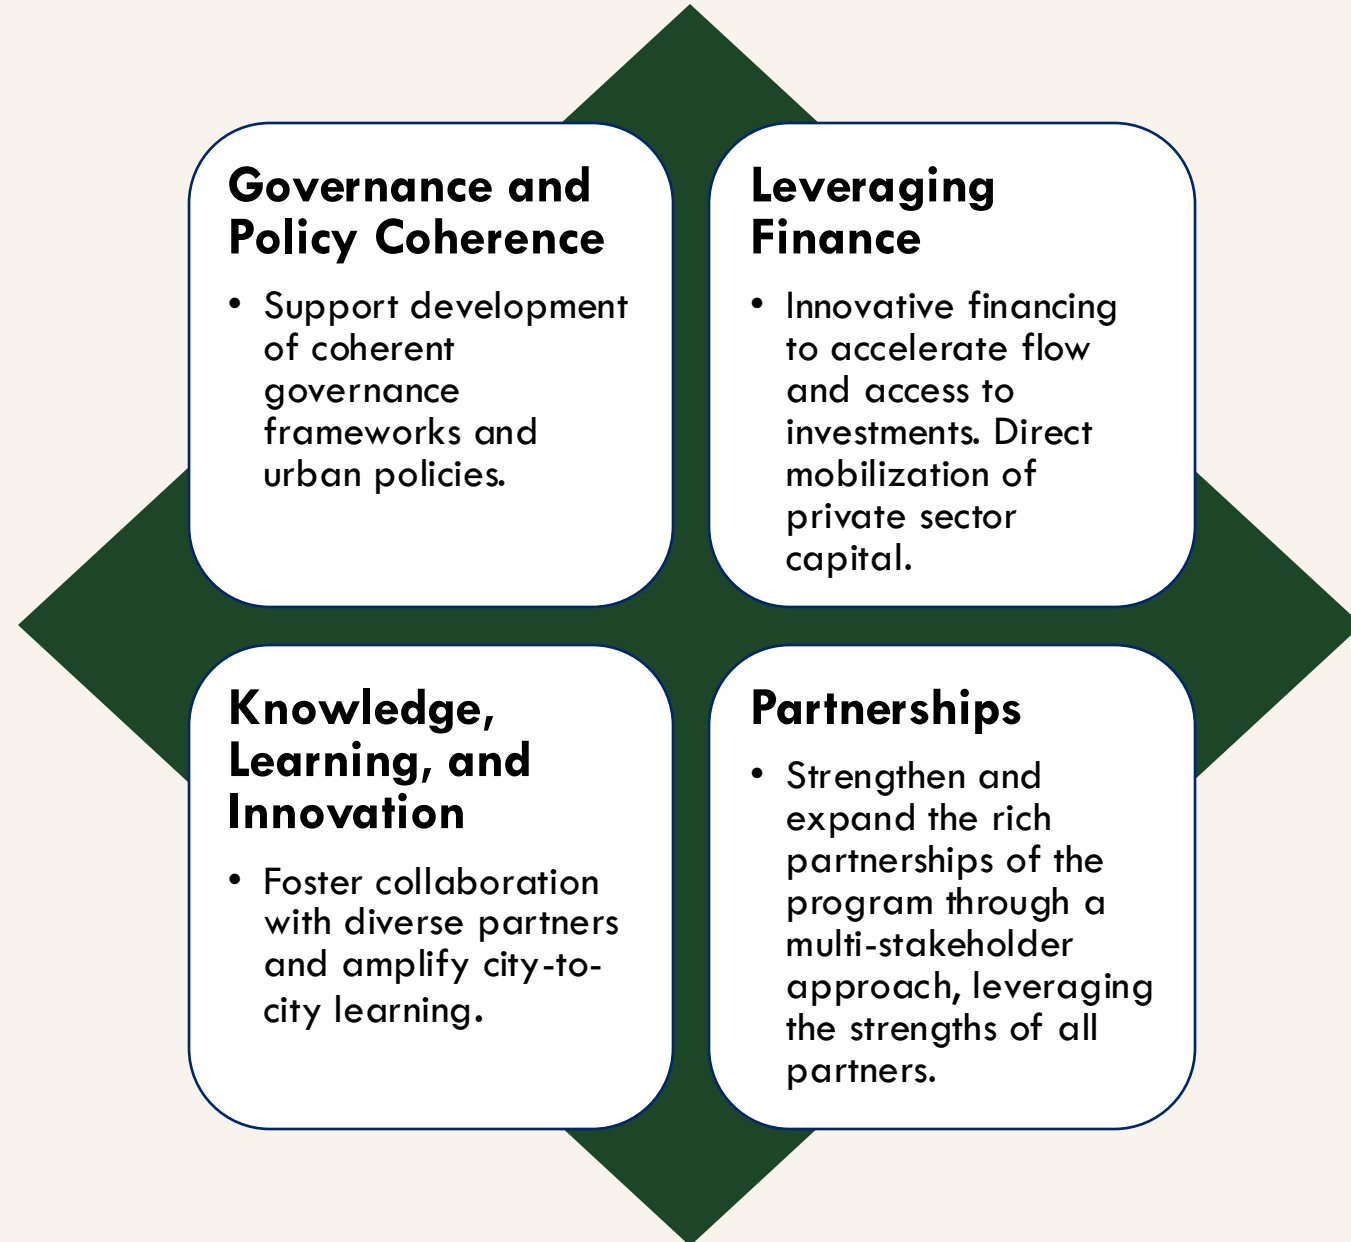 Governance and
Policy Coherence
• Support development
of coherent
governance
frameworks and
urban policies.
Leveraging
Finance
• Innovative financing
to accelerate flow
and access to
investments. Direct
mobilization of
private sector
capital.
Knowledge,
Learning, and
Innovation
• Foster collaboration
with diverse partners
and amplify city-to-
city learning.
Partnerships
• Strengthen and
expand the rich
partnerships of the
program through a
multi-stakeholder
approach, leveraging
the strengths of all
partners.